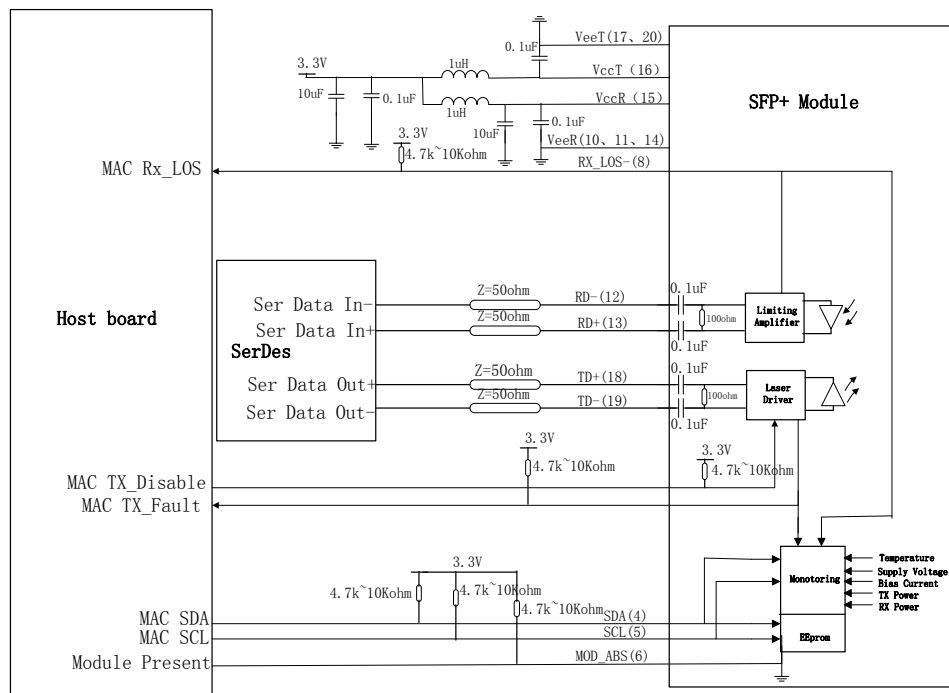 VeeT(17、20)
0.1uF
3.3V
1uH
VccT (16)
10uF
0.1uF
1uH
VccR (15)
SFP+ Module
10uF
0.1uF
3.3V
VeeR(10、11、14)
4.7k~10Kohm
MAC Rx_LOS
RX_LOS-(8)
Host board
SerDes
Ser Data In-
Z=50ohm
RD-(12)
0.1uF
Ser Data In+
Z=50ohm
RD+(13)
0.1uF
100ohm
Limiting
Amplifier
Ser Data Out+
Z=50ohm
TD+(18)
0.1uF
Ser Data Out-
Z=50ohm
TD-(19)
0.1uF
100ohm
Laser
Driver
3.3V
4.7k~10Kohm
3.3V
4.7k~10Kohm
MAC TX_Disable
MAC TX_Fault
Monotoring
Temperature
Supply Voltage
Bias Current
TX Power
RX Power
EEprom
3.3V
4.7k~10Kohm
4.7k~10Kohm
4.7k~10Kohm
MAC SDA
SDA(4)
MAC SCL
SCL(5)
Module Present
MOD_ABS(6)